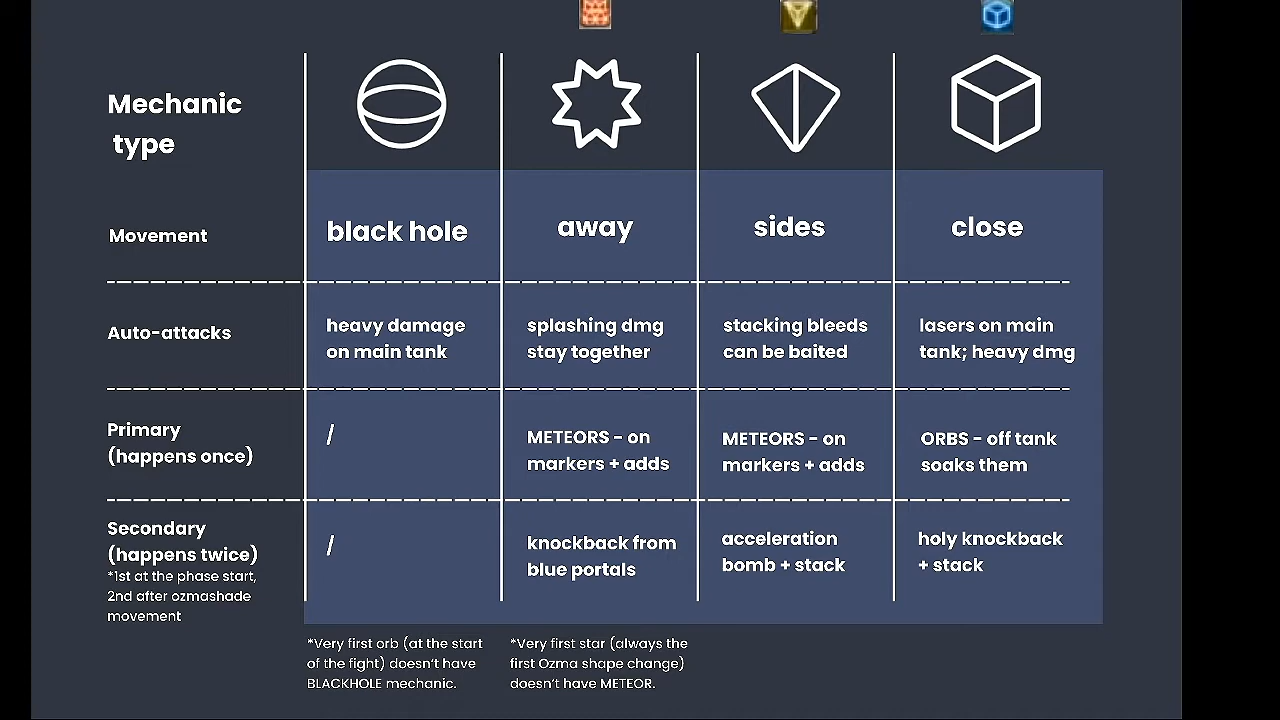 Mechanic
type
Movement
black hole
away
sides
close
Auto-attacks
heavy damage
on main tank
splashing dmg
stay together
stacking bleeds
can be baited
lasers on main
tank; heavy dmg
Primary
(happens once)
/
METEORS - on
markers + adds
METEORS - on
markers + adds
ORBS - off tank
soaks them
Secondary
(happens twice)
*1st at the phase start,
2nd after ozmashade
movement
/
knockback from
blue portals
acceleration
bomb + stack
holy knockback
+ stack
*Very first orb (at the start
of the fight) doesn't have
BLACKHOLE mechanic.
*Very first star (always the
first Ozma shape change)
doesn't have METEOR.